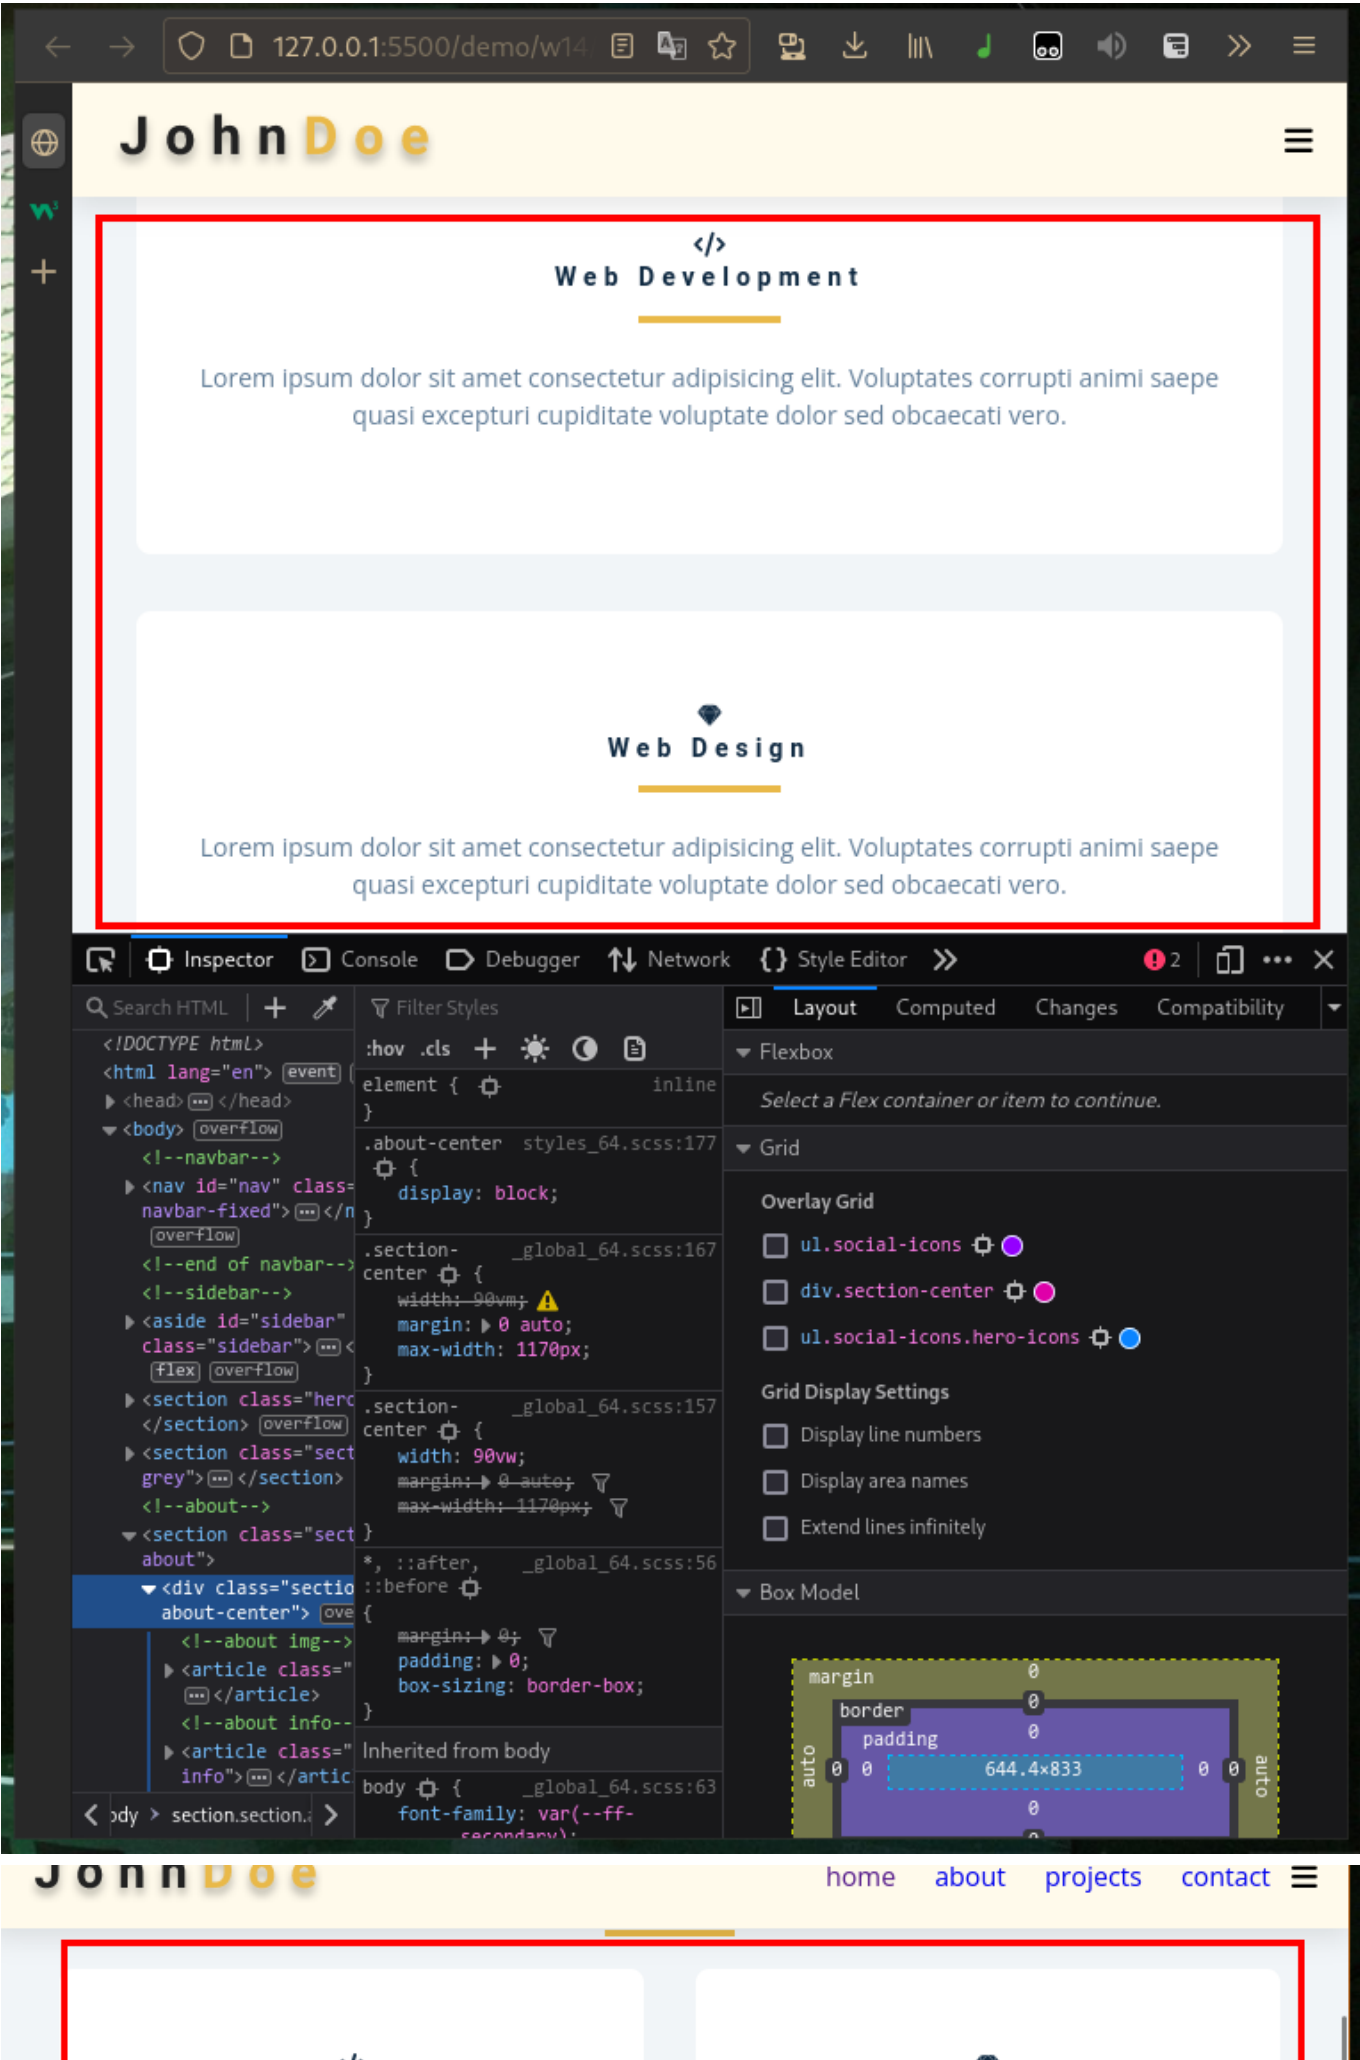 127.0.0.1:5500/demo/w14
JohnDoe
</>
Web Development
Lorem ipsum dolor sit amet consectetur adipisicing elit. Voluptates corrupti animi saepe
quasi excepturi cupiditate voluptate dolor sed obcaecati vero.
Web Design
Lorem ipsum dolor sit amet consectetur adipisicing elit. Voluptates corrupti animi saepe
quasi excepturi cupiditate voluptate dolor sed obcaecati vero.
Inspector Console Debugger Network {} Style Editor 2
Search HTML
<!DOCTYPE html>
<html lang="en"> event
<head> </head>
<body> overflow
<!--navbar-->
<nav id="nav" class=
navbar-fixed">
overflow
<!--end of navbar-->
<!--sidebar-->
<aside id="sidebar"
class="sidebar">
flex overflow
<section class="hero
</section> overflow
<section class="sect
grey"> </section>
<!--about-->
<section class="sect
about">
<div class="sectio
about-center"> ove
<!--about img-->
<article class="
</article>
<!--about info--
<article class="
info"> </artic
ody > section.section.
Filter Styles
:hov .cls
element { inline
}
.about-center styles_64.scss:177
{
display: block;
}
.section- _global_64.scss:167
center {
width: 90vm;
margin: 0 auto;
max-width: 1170px;
}
.section- _global_64.scss:157
center {
width: 90vw;
margin: 0 auto;
max-width: 1170px;
}
*, ::after, _global_64.scss:56
::before
{
margin: 0;
padding: 0;
box-sizing: border-box;
}
Inherited from body
body { _global_64.scss:63
font-family: var(--ff-
secondary);
Layout Computed Changes Compatibility
Flexbox
Select a Flex container or item to continue.
Grid
Overlay Grid
ul.social-icons
div.section-center
ul.social-icons.hero-icons
Grid Display Settings
Display line numbers
Display area names
Extend lines infinitely
Box Model
margin 0
border 0
padding 0
auto 0 0 644.4×833 0 0 auto
0
0
JohnDoe home about projects contact